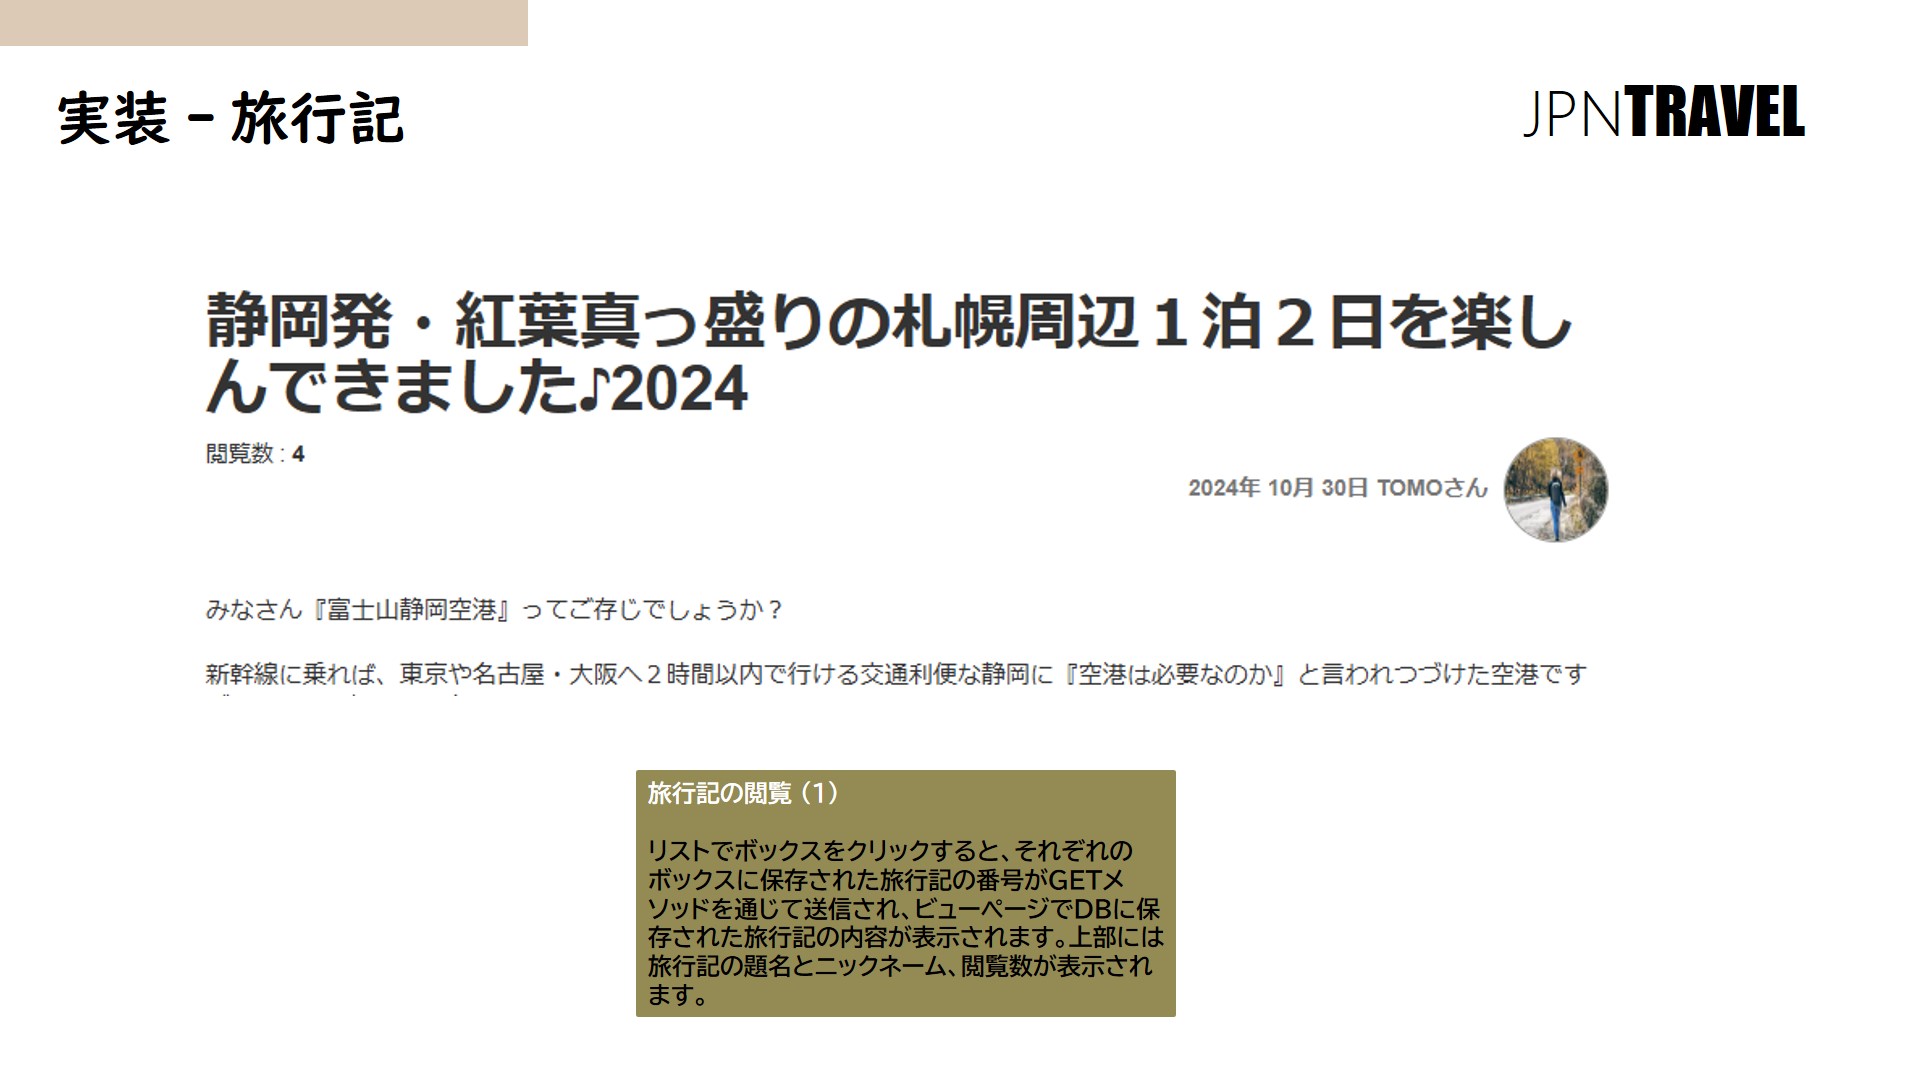 実装 – 旅行記
JPNTRAVEL
静岡発・紅葉真っ盛りの札幌周辺１泊２日を楽し
んできました♪2024
閲覧数 : 4
2024年 10月 30日 TOMOさん
みなさん『富士山静岡空港』ってご存じでしょうか？
新幹線に乗れば、東京や名古屋・大阪へ２時間以内で行ける交通利便な静岡に『空港は必要なのか』と言われつづけた空港です
旅行記の閲覧（1）
リストでボックスをクリックすると、それぞれの
ボックスに保存された旅行記の番号がGETメ
ソッドを通じて送信され、ビューページでDBに保
存された旅行記の内容が表示されます。上部には
旅行記の題名とニックネーム、閲覧数が表示され
ます。